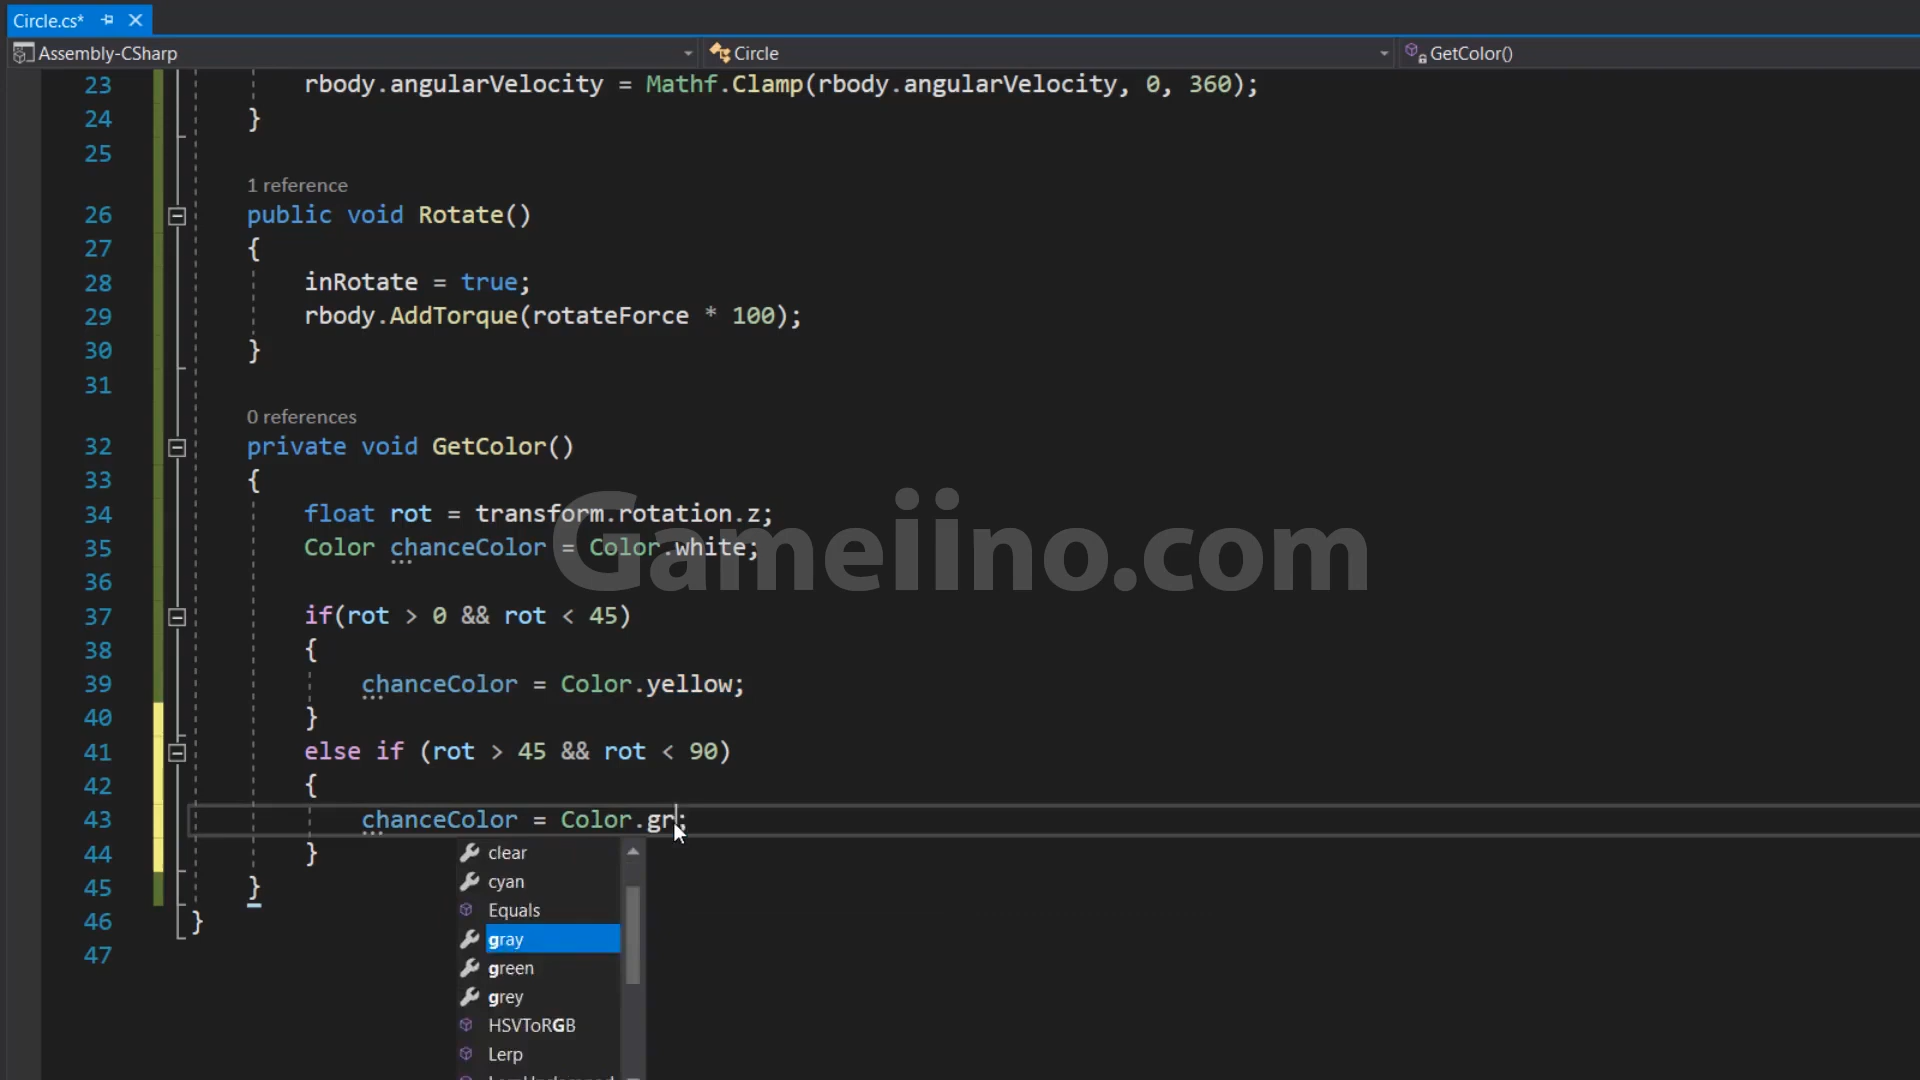 Circle.cs*
Assembly-CSharp Circle GetColor()
23 rbody.angularVelocity = Mathf.Clamp(rbody.angularVelocity, 0, 360);
24 }
25
1 reference
26 public void Rotate()
27 {
28 inRotate = true;
29 rbody.AddTorque(rotateForce * 100);
30 }
31
0 references
32 private void GetColor()
33 {
34 float rot = transform.rotation.z;
35 Color chanceColor = Color.white;
36
37 if(rot > 0 && rot < 45)
38 {
39 chanceColor = Color.yellow;
40 }
41 else if (rot > 45 && rot < 90)
42 {
43 chanceColor = Color.gr;
44 }
45 }
46 }
47
clear
cyan
Equals
gray
green
grey
HSVToRGB
Lerp
Gameiino.com